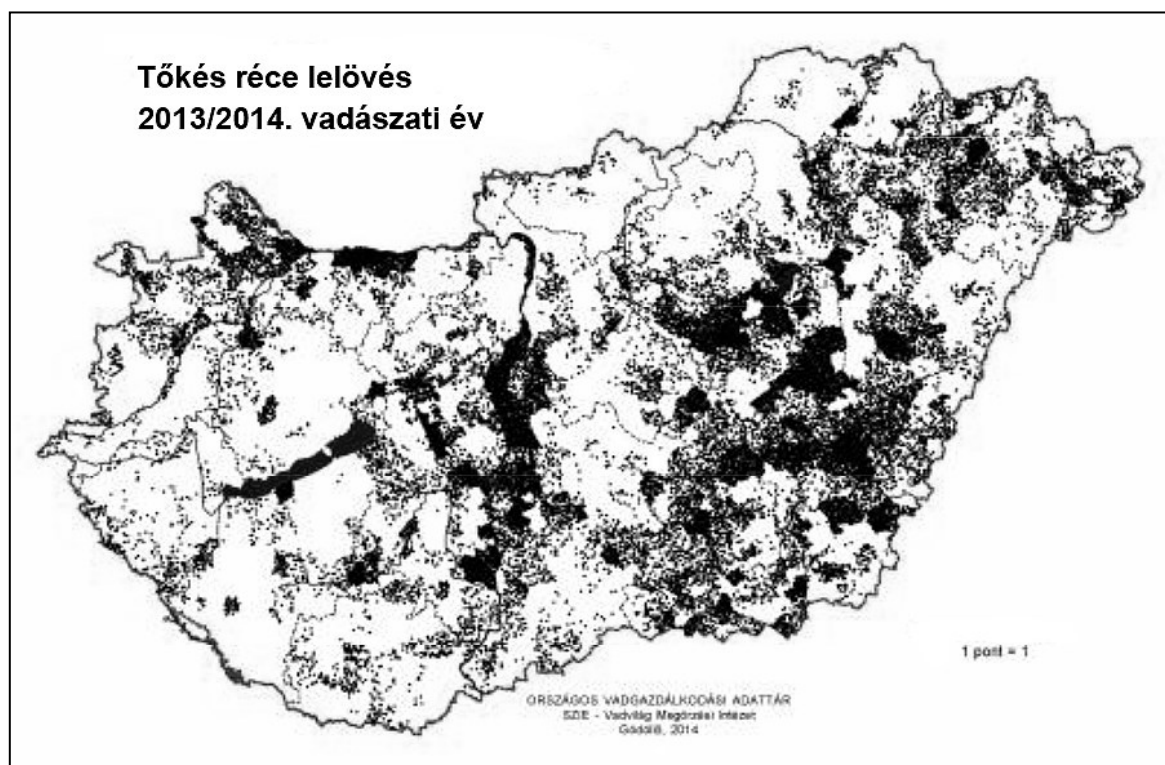 Tőkés réce lelövés
2013/2014. vadászati év
1 pont = 1
ORSZÁGOS VADGAZDÁLKODÁSI ADATTÁR
SZIE - Vadvilág Megőrzési Intézet
Gödöllő, 2014